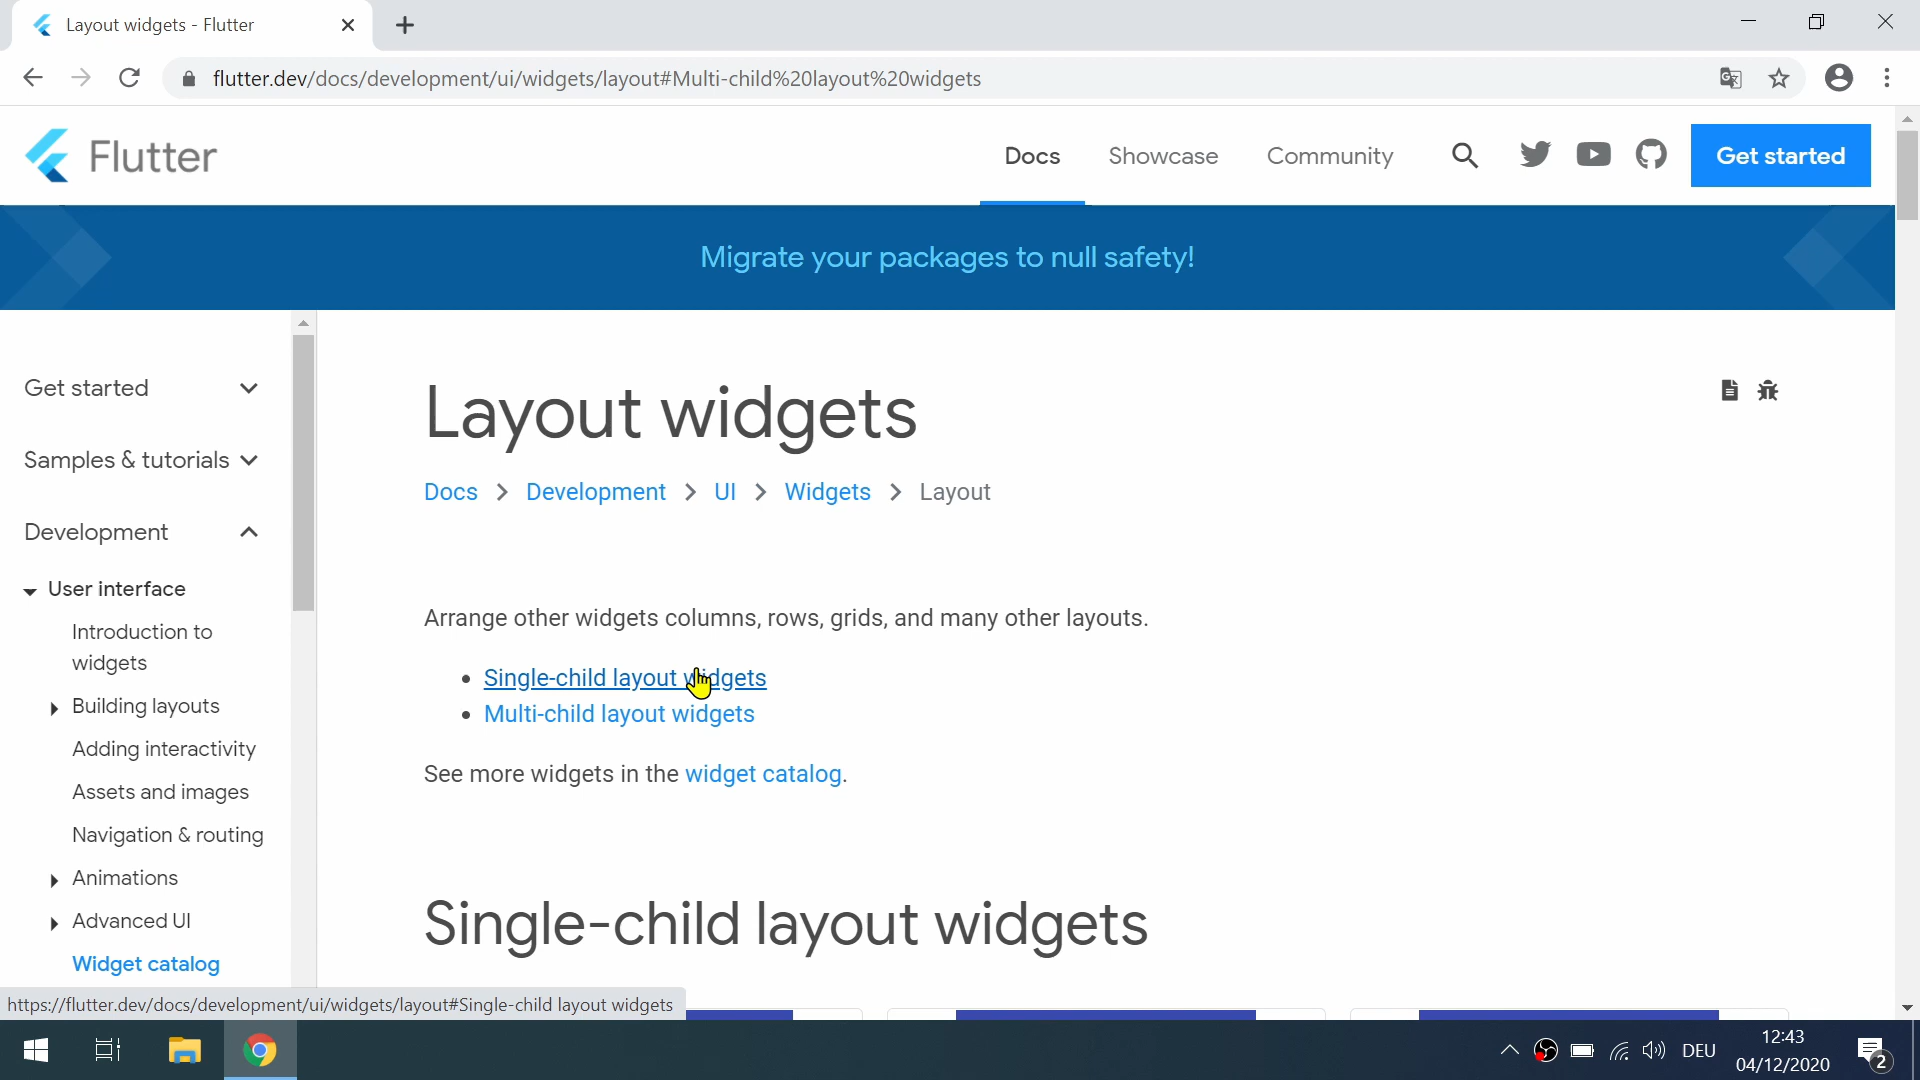 Layout widgets - Flutter
flutter.dev/docs/development/ui/widgets/layout#Multi-child%20layout%20widgets
Flutter
Docs
Showcase
Community
Get started
Migrate your packages to null safety!
Get started
Samples & tutorials
Development
User interface
Introduction to
widgets
Building layouts
Adding interactivity
Assets and images
Navigation & routing
Animations
Advanced UI
Widget catalog
Layout widgets
Docs > Development > UI > Widgets > Layout
Arrange other widgets columns, rows, grids, and many other layouts.
• Single-child layout widgets
• Multi-child layout widgets
See more widgets in the widget catalog.
Single-child layout widgets
https://flutter.dev/docs/development/ui/widgets/layout#Single-child layout widgets
DEU
12:43
04/12/2020
2